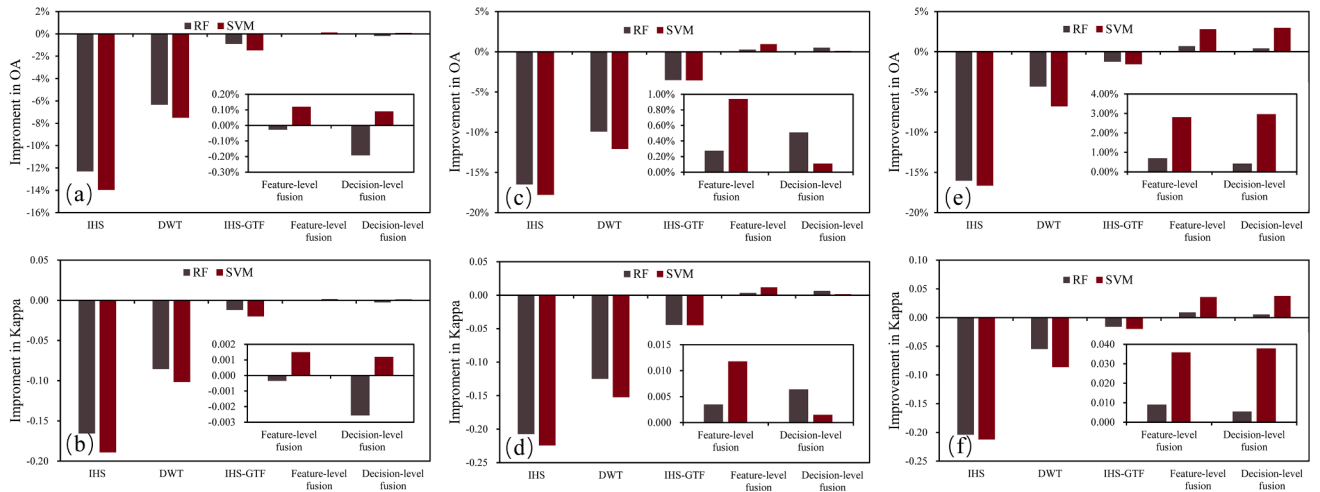 2%
0%
-2%
-4%
-6%
-8%
-10%
-12%
-14%
-16%
Improment in OA
RF SVM
0.20%
0.10%
0.00%
-0.10%
-0.20%
-0.30%
Feature-level fusion
Decision-level fusion
(a)
IHS DWT IHS-GTF Feature-level fusion Decision-level fusion
5%
0%
-5%
-10%
-15%
-20%
Improvement in OA
RF SVM
1.00%
0.80%
0.60%
0.40%
0.20%
0.00%
Feature-level fusion
Decision-level fusion
(c)
IHS DWT IHS-GTF Feature-level fusion Decision-level fusion
5%
0%
-5%
-10%
-15%
-20%
Improvement in OA
RF SVM
4.00%
3.00%
2.00%
1.00%
0.00%
Feature-level fusion
Decision-level fusion
(e)
IHS DWT IHS-GTF Feature-level fusion Decision-level fusion
0.05
0.00
-0.05
-0.10
-0.15
-0.20
Improment in Kappa
RF SVM
0.002
0.001
0.000
-0.001
-0.002
-0.003
Feature-level fusion
Decision-level fusion
(b)
IHS DWT IHS-GTF Feature-level fusion Decision-level fusion
0.05
0.00
-0.05
-0.10
-0.15
-0.20
-0.25
Improvement in Kappa
RF SVM
0.015
0.010
0.005
0.000
Feature-level fusion
Decision-level fusion
(d)
IHS DWT IHS-GTF Feature-level fusion Decision-level fusion
0.10
0.05
0.00
-0.05
-0.10
-0.15
-0.20
-0.25
Improvement in Kappa
RF SVM
0.040
0.030
0.020
0.010
0.000
Feature-level fusion
Decision-level fusion
(f)
IHS DWT IHS-GTF Feature-level fusion Decision-level fusion